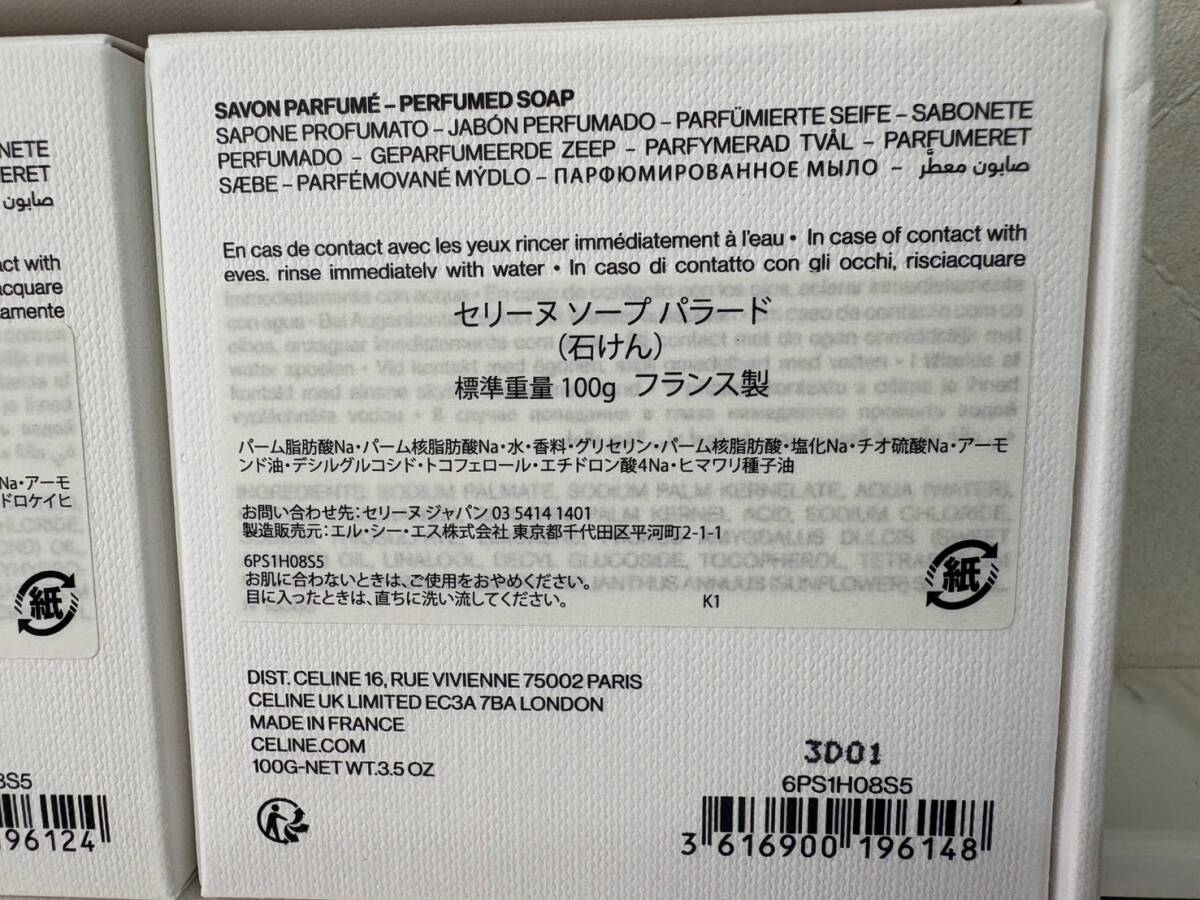 SAVON PARFUMÉ – PERFUMED SOAP
SAPONE PROFUMATO – JABÓN PERFUMADO – PARFÜMIERTE SEIFE – SABONETE
PERFUMADO – GEPARFUMEERDE ZEEP – PARFYMERAD TVÅL – PARFUMERET
SÆBE – PARFÉMOVANÉ MÝDLO – ПАРФЮМИРОВАННОЕ МЫЛО – صابون معطّر
En cas de contact avec les yeux rincer immédiatement à l'eau • In case of contact with
eyes, rinse immediately with water • In caso di contatto con gli occhi, risciacquare
セリーヌ ソープ パラード
(石けん)
標準重量 100g フランス製
パーム脂肪酸Na・パーム核脂肪酸Na・水・香料・グリセリン・パーム核脂肪酸・塩化Na・チオ硫酸Na・アーモ
ンド油・デシルグルコシド・トコフェロール・エチドロン酸4Na・ヒマワリ種子油
お問い合わせ先:セリーヌ ジャパン 03 5414 1401
製造販売元:エル・シー・エス株式会社 東京都千代田区平河町2-1-1
6PS1H08S5
お肌に合わないときは、ご使用をおやめください。
目に入ったときは、直ちに洗い流してください。 K1
紙
DIST. CELINE 16, RUE VIVIENNE 75002 PARIS
CELINE UK LIMITED EC3A 7BA LONDON
MADE IN FRANCE
CELINE.COM
100G-NET WT.3.5 OZ
3D01
6PS1H08S5
3 616900 196148
NETE
ERET
صابون
act with
acquare
amente
Na・アーモ
ドロケイヒ
紙
8S5
96124